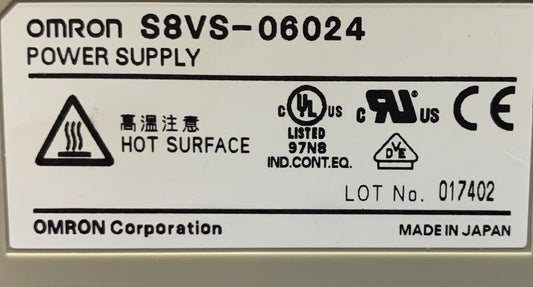 OMRON S8VS-06024
POWER SUPPLY
高温注意
HOT SURFACE
C UL US
LISTED
97N8
IND.CONT.EQ.
C RU US
CE
DVE
LOT No. 017402
OMRON Corporation
MADE IN JAPAN